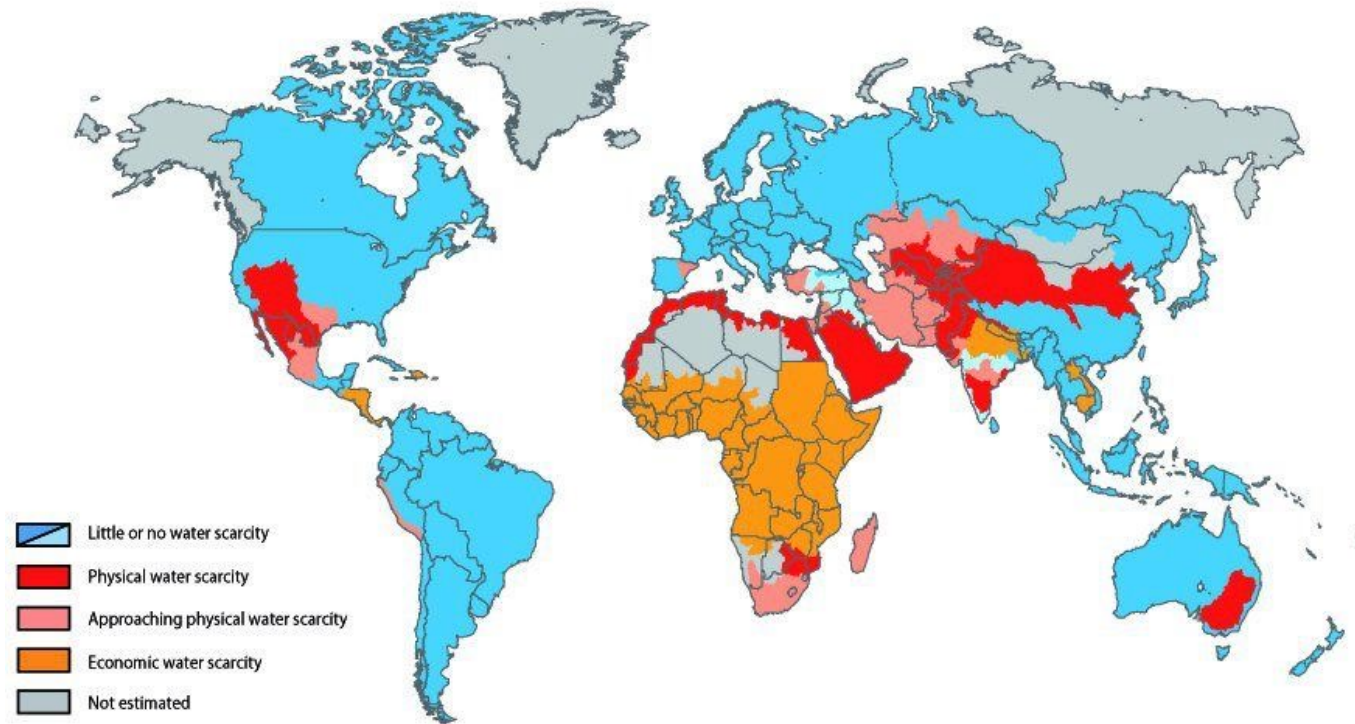 Little or no water scarcity
Physical water scarcity
Approaching physical water scarcity
Economic water scarcity
Not estimated